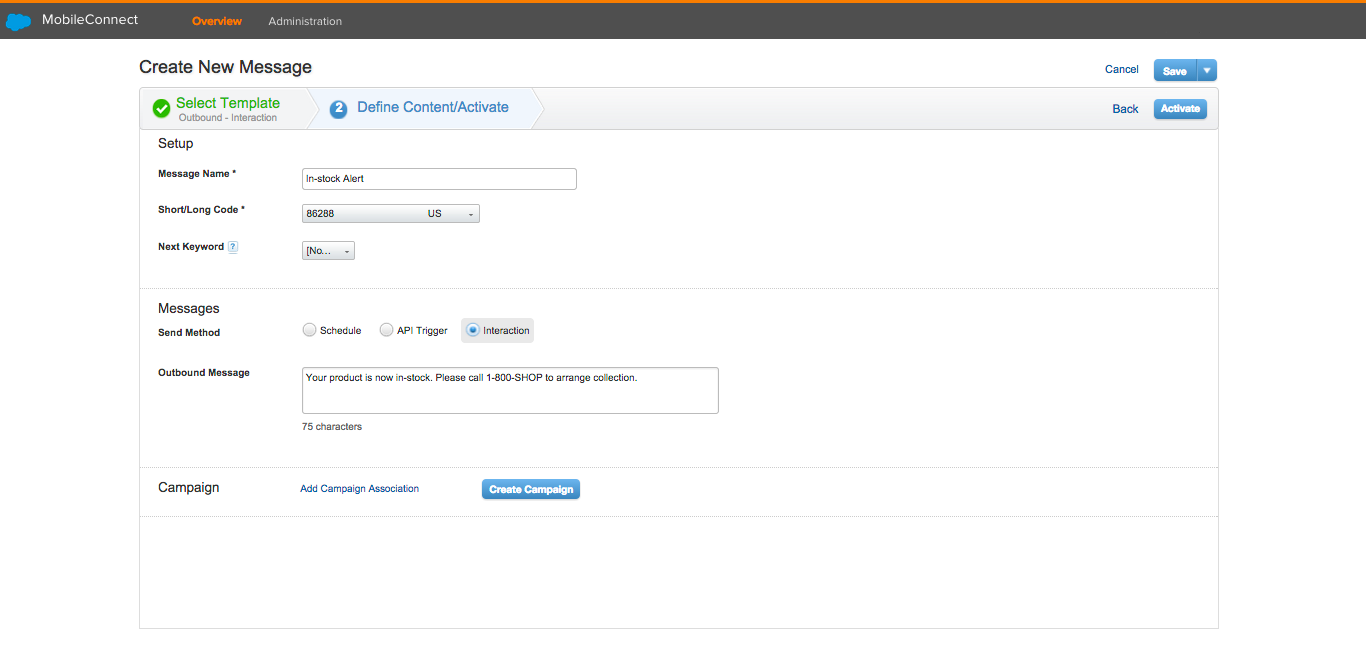 MobileConnect Overview Administration
Create New Message Cancel Save
Select Template 2 Define Content/Activate Back Activate
Outbound - Interaction
Setup
Message Name * In-stock Alert
Short/Long Code * 86288 US
Next Keyword ? [No...
Messages
Send Method Schedule API Trigger Interaction
Outbound Message Your product is now in-stock. Please call 1-800-SHOP to arrange collection.
75 characters
Campaign Add Campaign Association Create Campaign